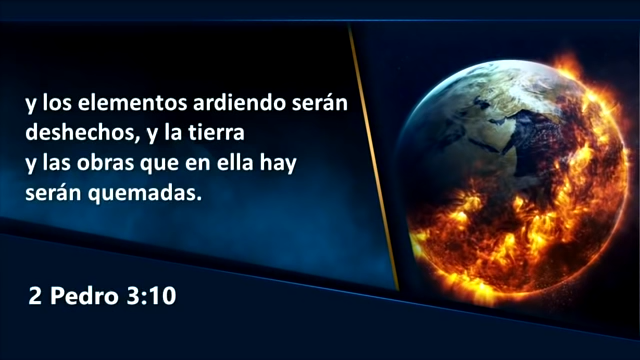 y los elementos ardiendo serán
deshechos, y la tierra
y las obras que en ella hay
serán quemadas.
2 Pedro 3:10